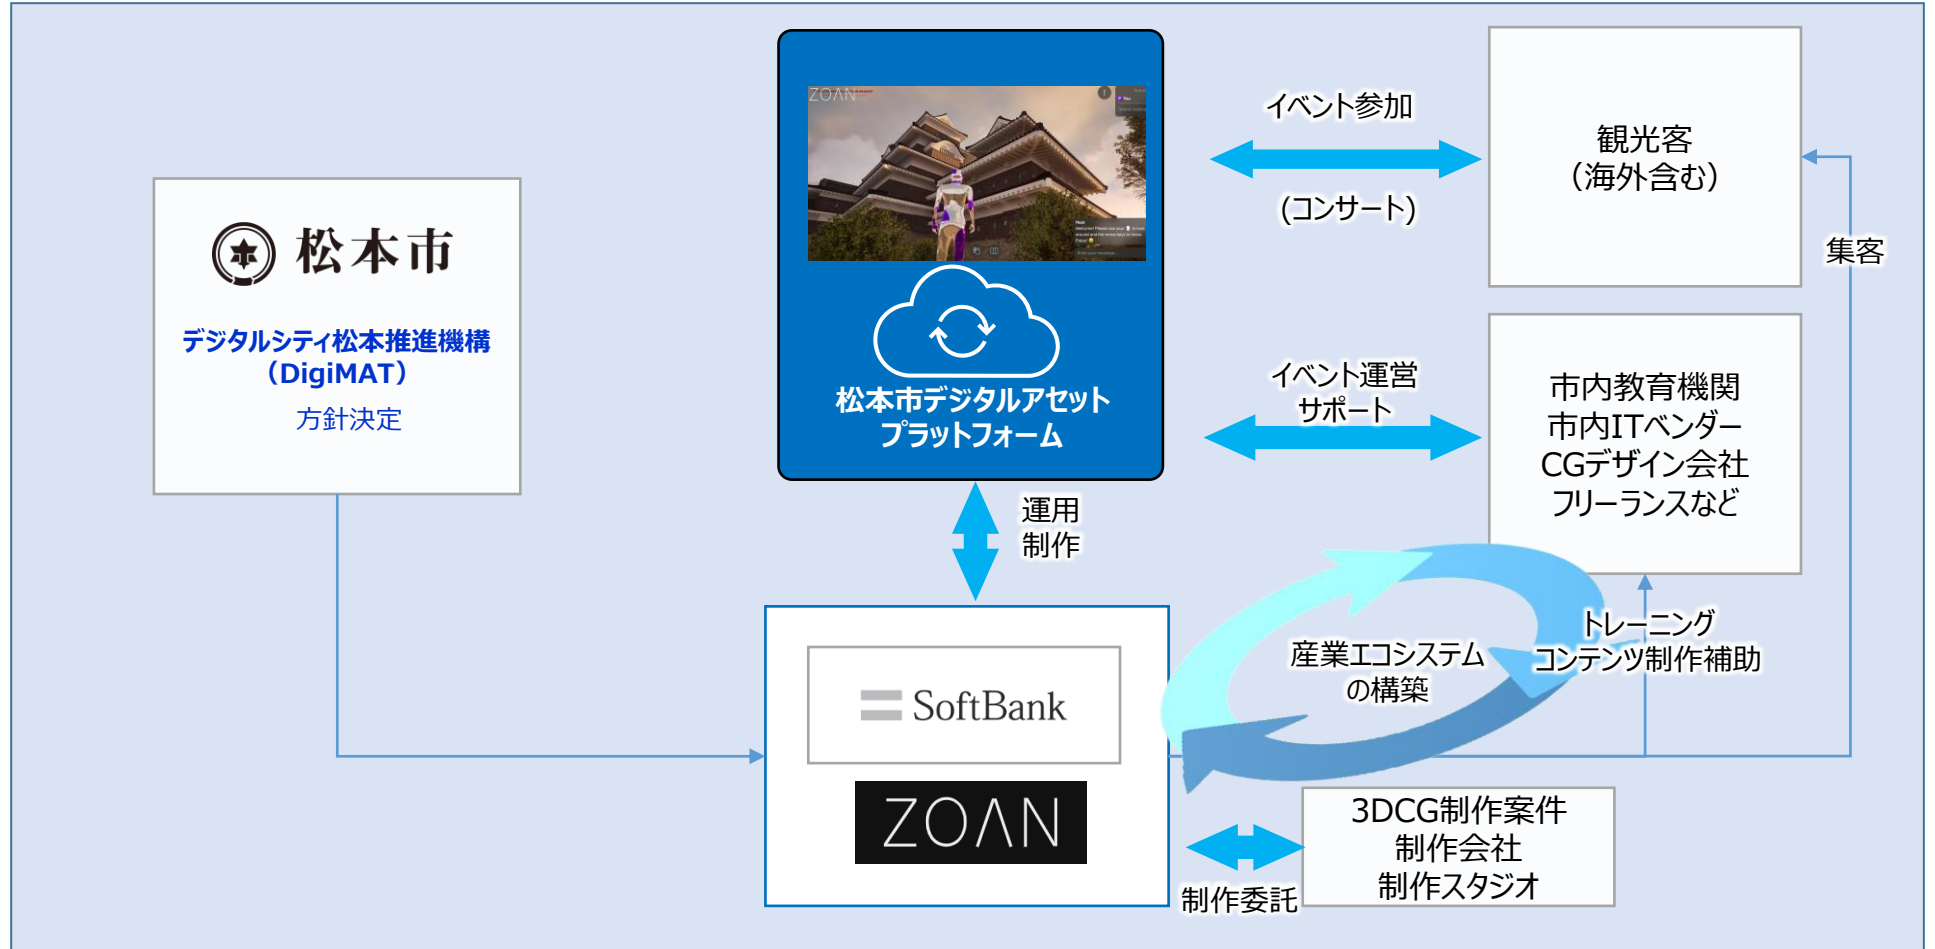 松本市
デジタルシティ松本推進機構
（DigiMAT）
方針決定
ZOAN
You
Welcome! Please use your
松本市デジタルアセット
プラットフォーム
イベント参加
(コンサート)
観光客
（海外含む）
集客
イベント運営
サポート
市内教育機関
市内ITベンダー
CGデザイン会社
フリーランスなど
運用
制作
産業エコシステム
の構築
トレーニング
コンテンツ制作補助
SoftBank
ZOAN
制作委託
3DCG制作案件
制作会社
制作スタジオ